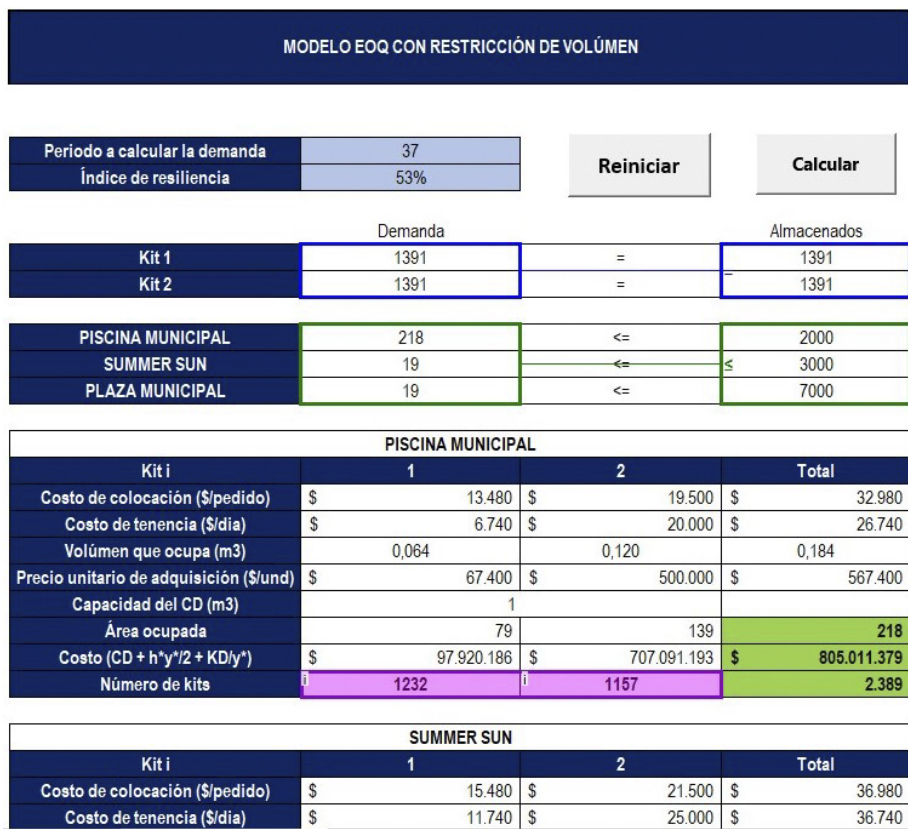 MODELO EOQ CON RESTRICCIÓN DE VOLÚMEN
Periodo a calcular la demanda 37
Índice de resiliencia 53%
Reiniciar Calcular
Demanda Almacenados
Kit 1 1391 = 1391
Kit 2 1391 = 1391
PISCINA MUNICIPAL 218 <= 2000
SUMMER SUN 19 <= ≤ 3000
PLAZA MUNICIPAL 19 <= 7000
PISCINA MUNICIPAL
Kit i 1 2 Total
Costo de colocación ($/pedido) $ 13.480 $ 19.500 $ 32.980
Costo de tenencia ($/dia) $ 6.740 $ 20.000 $ 26.740
Volúmen que ocupa (m3) 0,064 0,120 0,184
Precio unitario de adquisición ($/und) $ 67.400 $ 500.000 $ 567.400
Capacidad del CD (m3) 1
Área ocupada 79 139 218
Costo (CD + h*y*/2 + KD/y*) $ 97.920.186 $ 707.091.193 $ 805.011.379
Número de kits i 1232 i 1157 2.389
SUMMER SUN
Kit i 1 2 Total
Costo de colocación ($/pedido) $ 15.480 $ 21.500 $ 36.980
Costo de tenencia ($/dia) $ 11.740 $ 25.000 $ 36.740